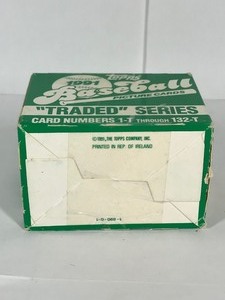 Topps
1991
Baseball
PICTURE CARDS
"TRADED" SERIES
CARD NUMBERS 1-T THROUGH 132-T
©1991, THE TOPPS COMPANY, INC.
PRINTED IN REP. OF IRELAND